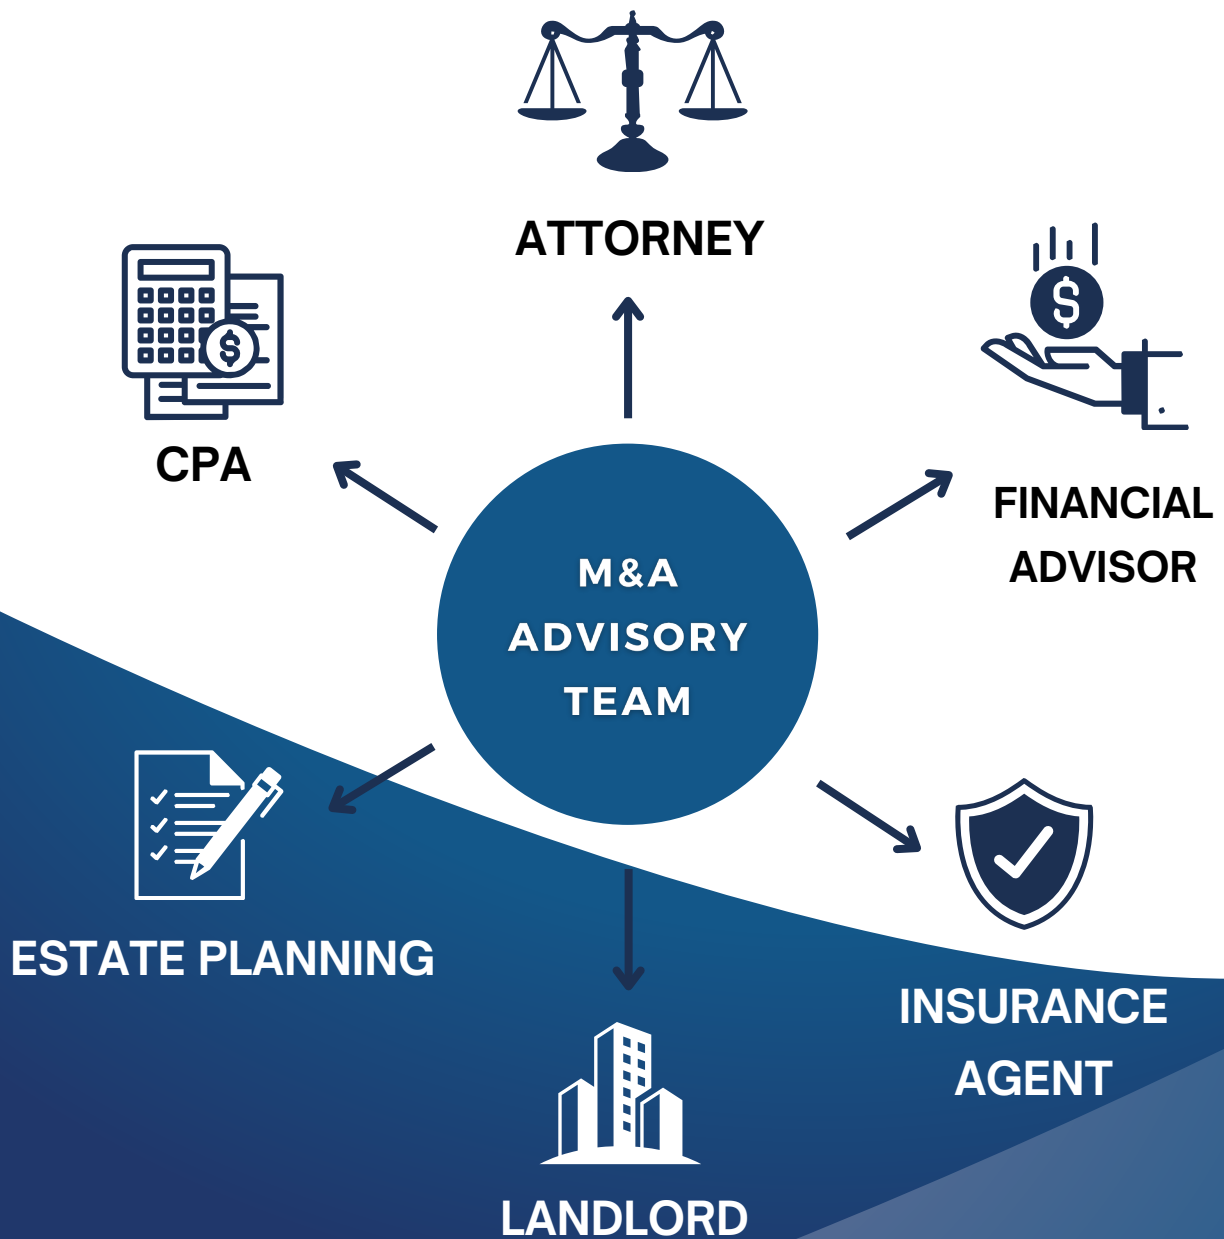 ATTORNEY
CPA
FINANCIAL
ADVISOR
M&A
ADVISORY
TEAM
ESTATE PLANNING
INSURANCE
AGENT
LANDLORD
$
$